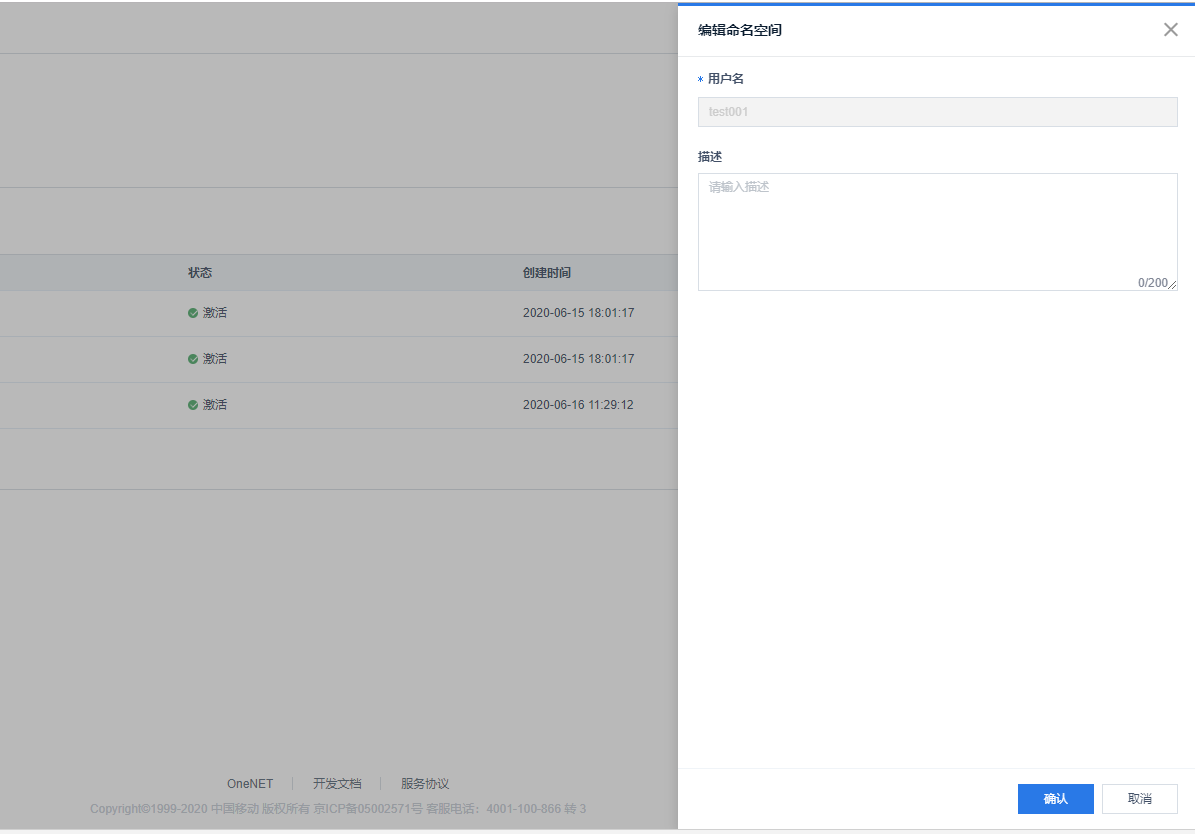 编辑命名空间
* 用户名
test001
描述
请输入描述
0/200
状态 创建时间
激活 2020-06-15 18:01:17
激活 2020-06-15 18:01:17
激活 2020-06-16 11:29:12
OneNET 开发文档 服务协议
Copyright©1999-2020 中国移动 版权所有 京ICP备05002571号 客服电话：4001-100-866 转 3
确认 取消